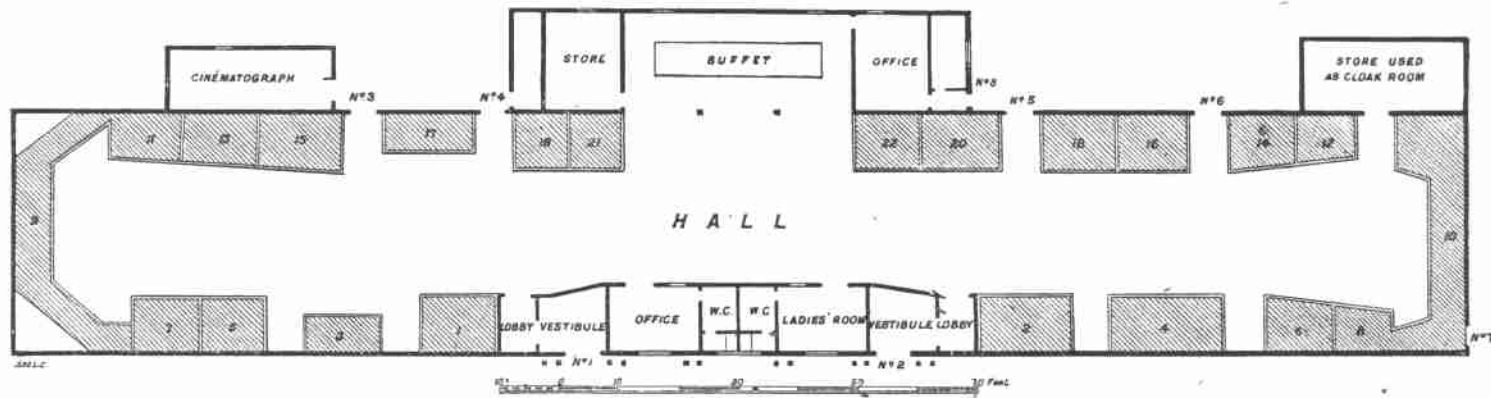 CINÉMATOGRAPH
STORE
BUFFET
OFFICE
STORE USED
AS CLOAK ROOM
Nº3
Nº4
Nº8
Nº5
Nº6
11
13
15
17
19
21
22
20
18
16
14
12
9
HALL
10
7
5
3
1
LOBBY
VESTIBULE
OFFICE
W.C.
W.C
LADIES' ROOM
VESTIBULE
LOBBY
2
4
6
8
Nº1
Nº2
Nº7
10
0
10
30
50
70 Feet